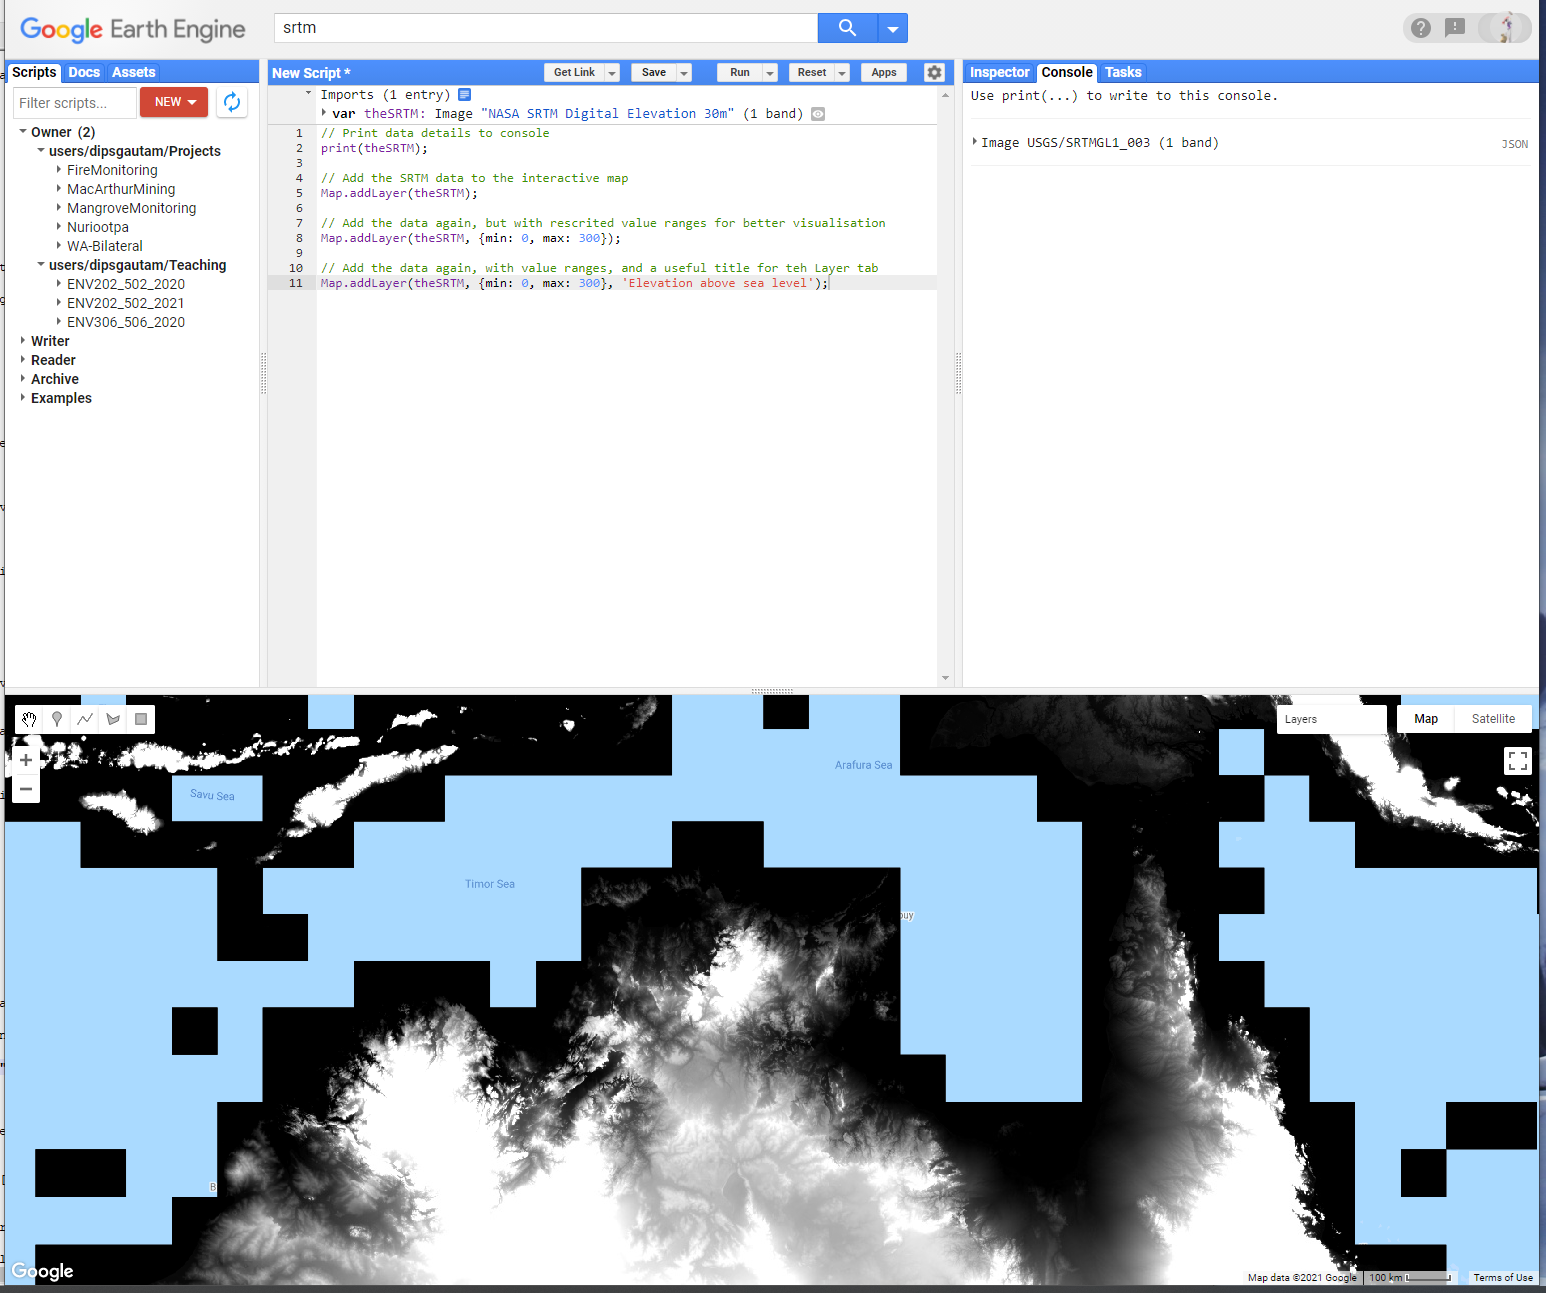 Google Earth Engine
srtm
Scripts Docs Assets
Filter scripts...
NEW
Owner (2)
users/dipsgautam/Projects
FireMonitoring
MacArthurMining
MangroveMonitoring
Nuriootpa
WA-Bilateral
users/dipsgautam/Teaching
ENV202_502_2020
ENV202_502_2021
ENV306_506_2020
Writer
Reader
Archive
Examples
New Script *
Get Link Save Run Reset Apps
Imports (1 entry)
var theSRTM: Image "NASA SRTM Digital Elevation 30m" (1 band)
1 // Print data details to console
2 print(theSRTM);
3
4 // Add the SRTM data to the interactive map
5 Map.addLayer(theSRTM);
6
7 // Add the data again, but with rescrited value ranges for better visualisation
8 Map.addLayer(theSRTM, {min: 0, max: 300});
9
10 // Add the data again, with value ranges, and a useful title for teh Layer tab
11 Map.addLayer(theSRTM, {min: 0, max: 300}, 'Elevation above sea level');
Inspector Console Tasks
Use print(...) to write to this console.
Image USGS/SRTMGL1_003 (1 band)
JSON
Layers
Map Satellite
Arafura Sea
Savu Sea
Timor Sea
Google
Map data ©2021 Google
100 km
Terms of Use